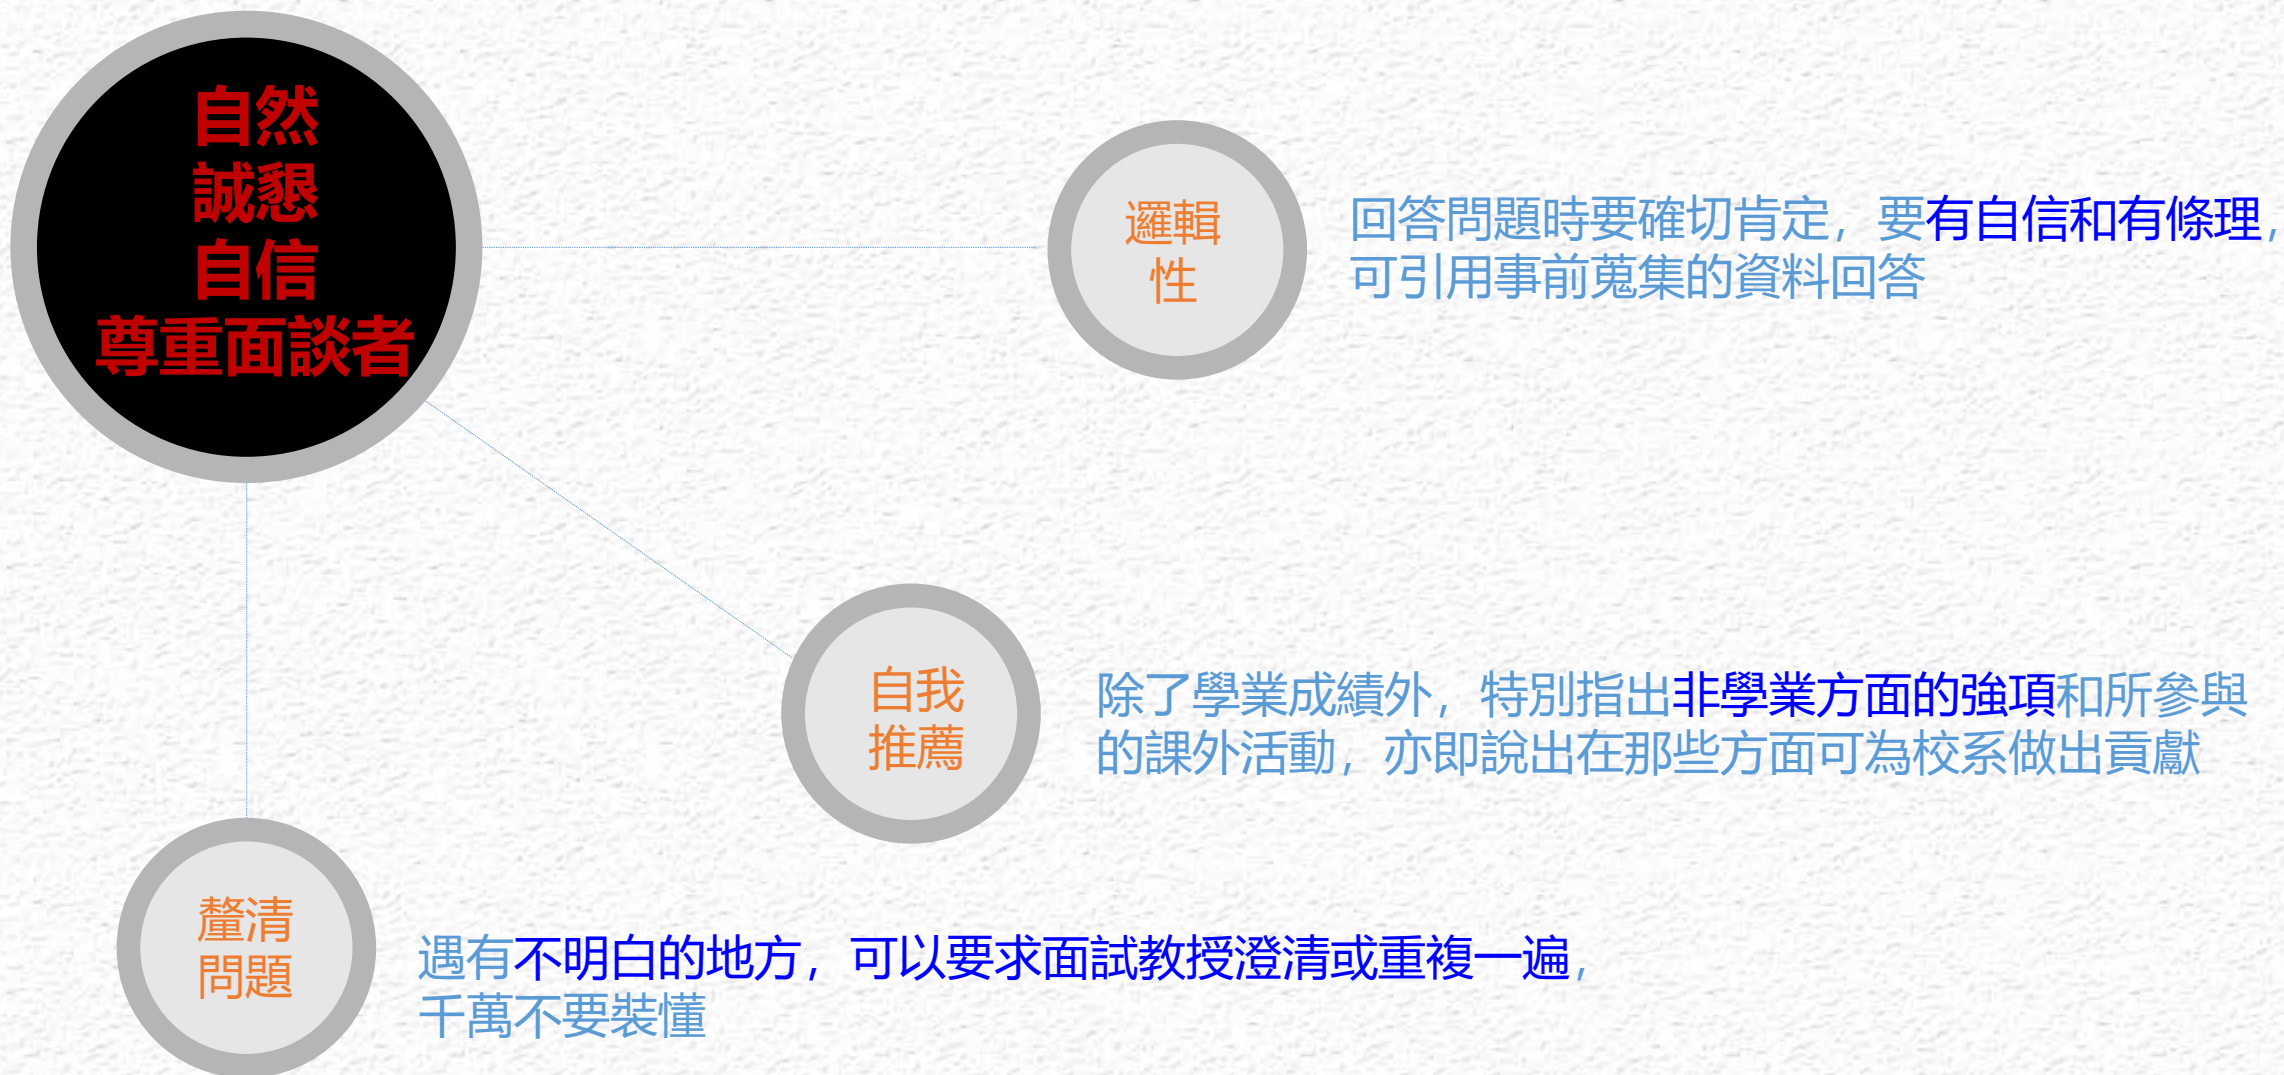 自然
誠懇
自信
尊重面談者
邏輯
性
回答問題時要確切肯定，要有自信和有條理，
可引用事前蒐集的資料回答
自我
推薦
除了學業成績外，特別指出非學業方面的強項和所參與
的課外活動，亦即說出在那些方面可為校系做出貢獻
釐清
問題
遇有不明白的地方，可以要求面試教授澄清或重複一遍，
千萬不要裝懂